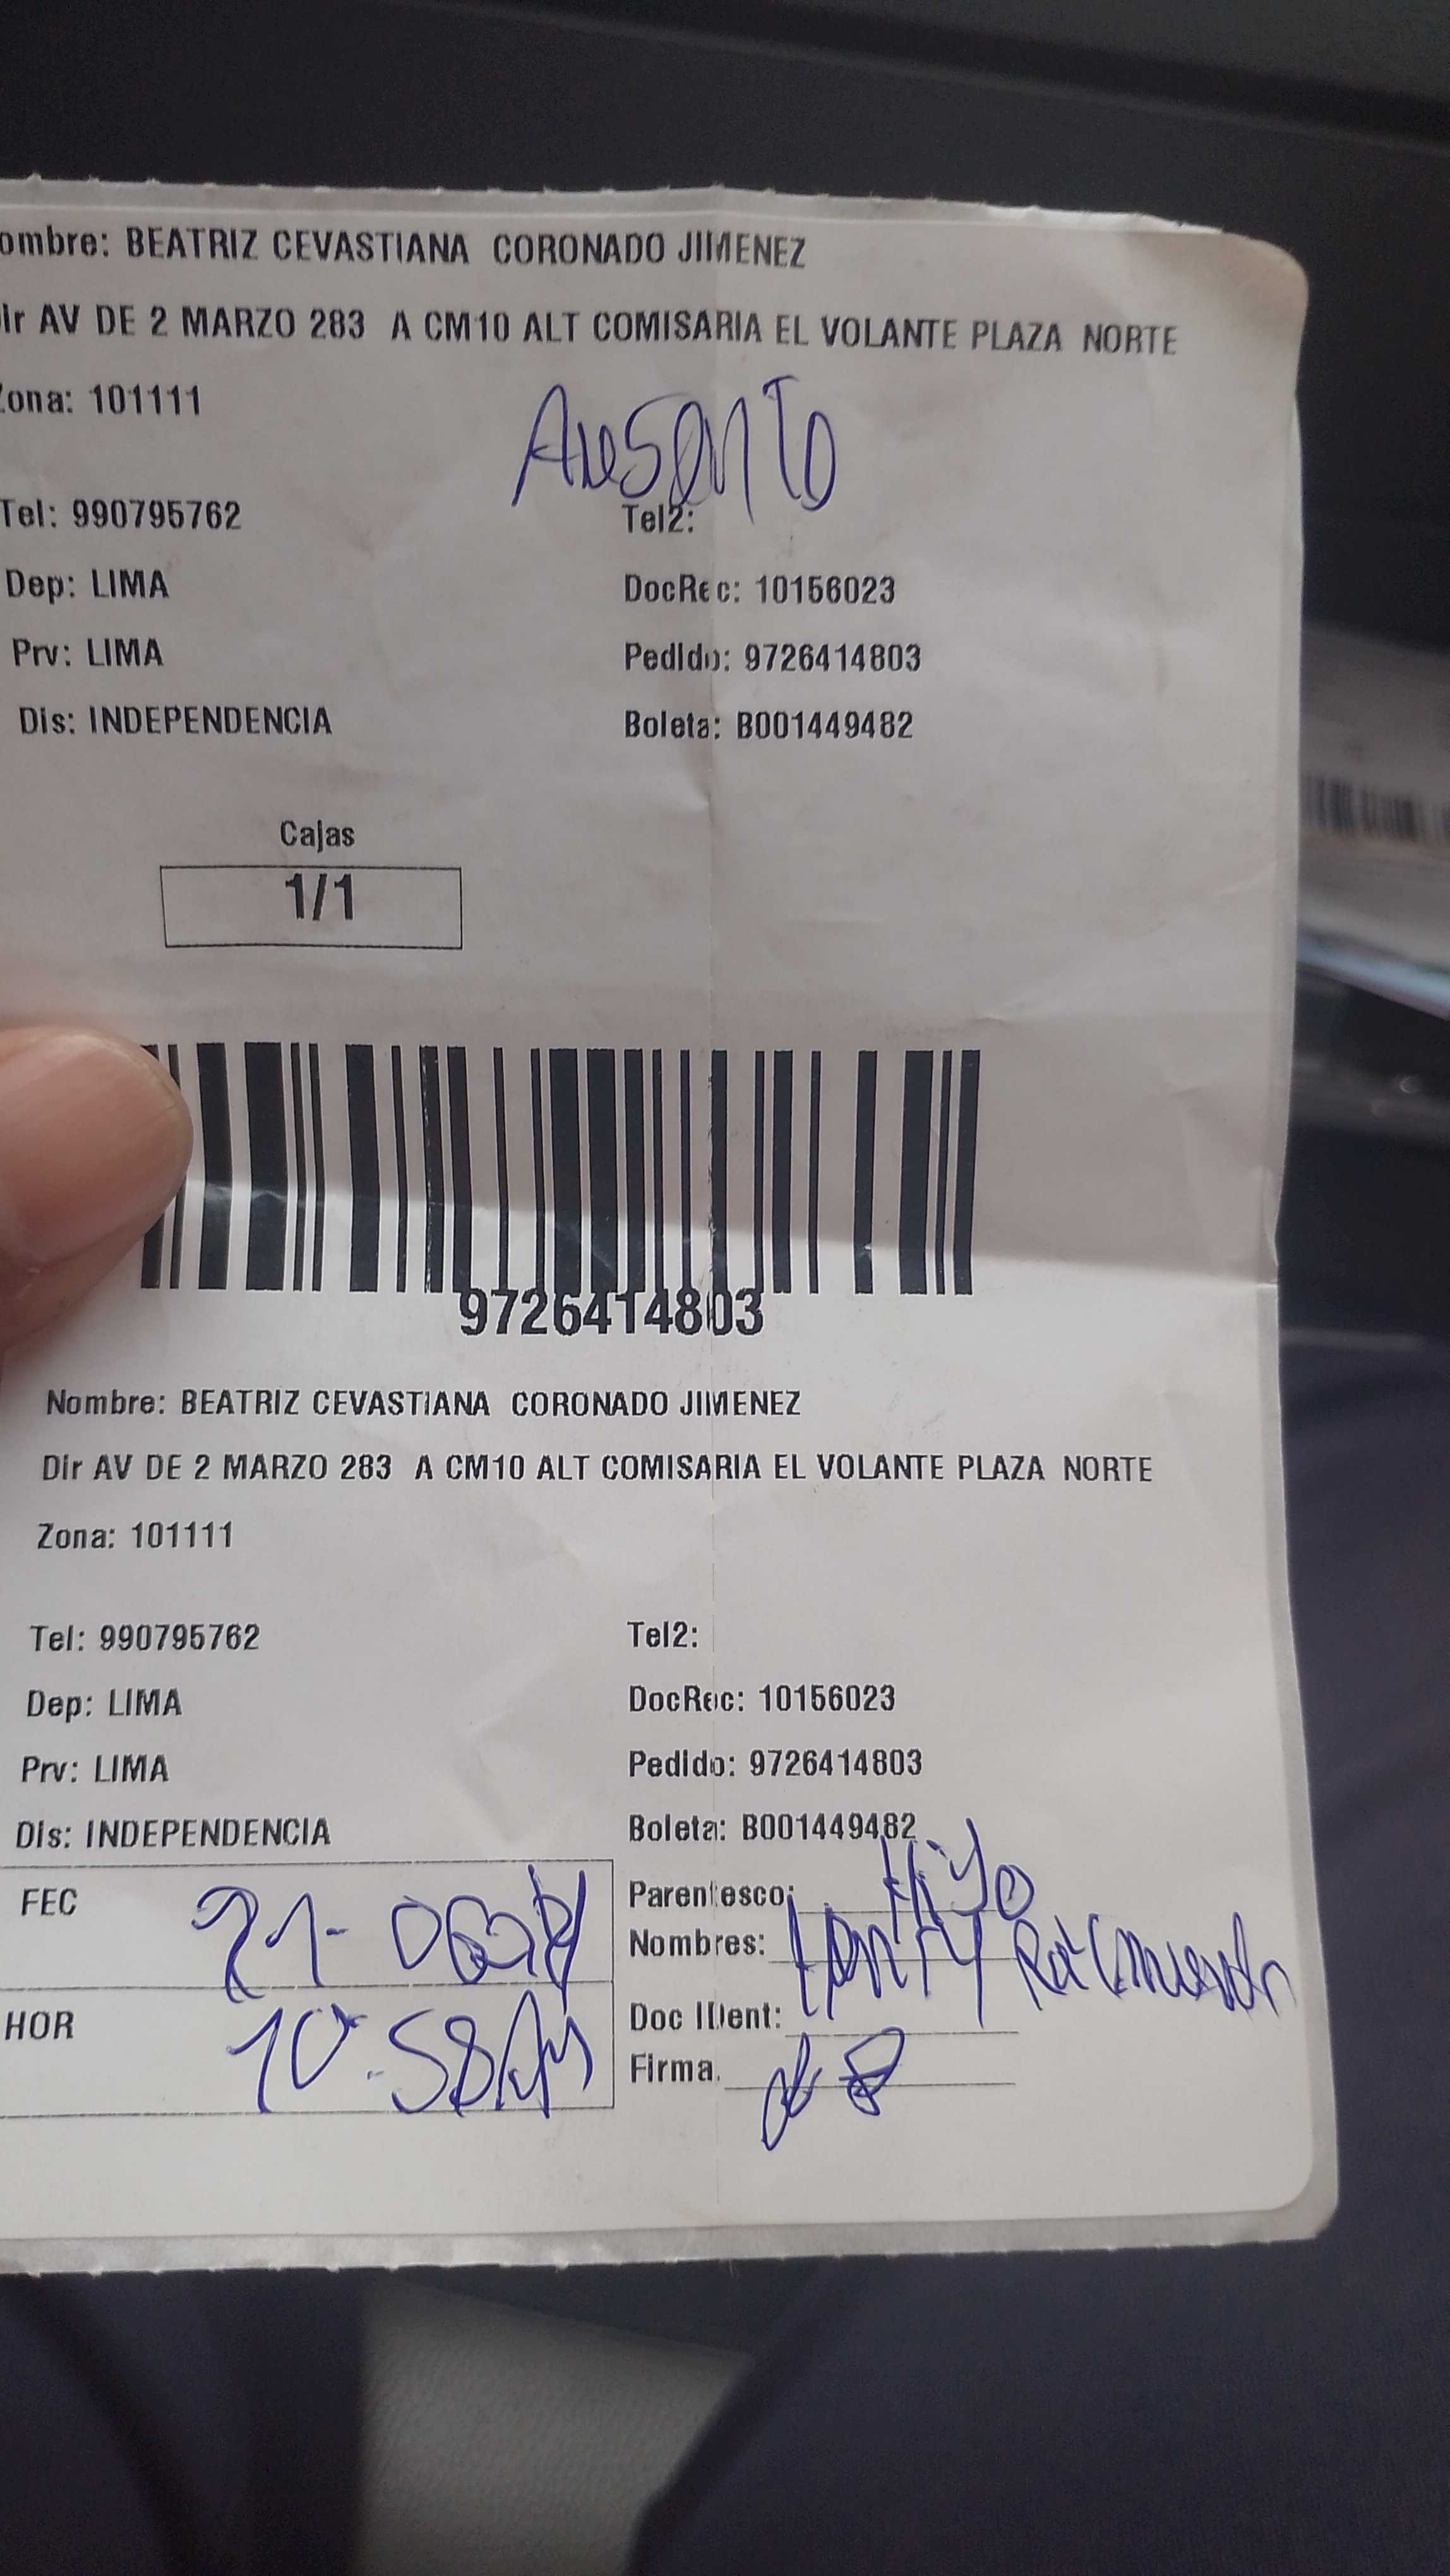 ombre: BEATRIZ CEVASTIANA CORONADO JIMENEZ
ir AV DE 2 MARZO 283 A CM10 ALT COMISARIA EL VOLANTE PLAZA NORTE
Zona: 101111
Ausente
Tel: 990795762 Tel2:
Dep: LIMA DocRec: 10156023
Prv: LIMA Pedido: 9726414803
Dis: INDEPENDENCIA Boleta: B001449482
Cajas
1/1
9726414803
Nombre: BEATRIZ CEVASTIANA CORONADO JIMENEZ
Dir AV DE 2 MARZO 283 A CM10 ALT COMISARIA EL VOLANTE PLAZA NORTE
Zona: 101111
Tel: 990795762 Tel2:
Dep: LIMA DocRec: 10156023
Prv: LIMA Pedido: 9726414803
Dis: INDEPENDENCIA Boleta: B001449482
FEC 21- Parentesco: Hijo
Nombres:
HOR 10:58AM Doc IDent:
Firma.